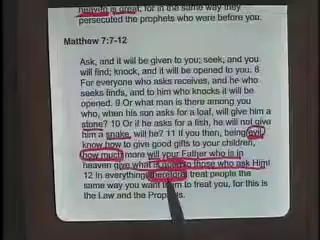 heaven is great; for in the same way they
persecuted the prophets who were before you.
Matthew 7:7-12
Ask, and it will be given to you; seek, and you
will find; knock, and it will be opened to you. 8
For everyone who asks receives, and he who
seeks finds, and to him who knocks it will be
opened. 9 Or what man is there among you
who, when his son asks for a loaf, will give him a
stone? 10 Or if he asks for a fish, he will not give
him a snake, will he? 11 If you then, being evil,
know how to give good gifts to your children,
how much more will your Father who is in
heaven give what is good to those who ask Him!
12 In everything, therefore, treat people the
same way you want them to treat you, for this is
the Law and the Prophets.